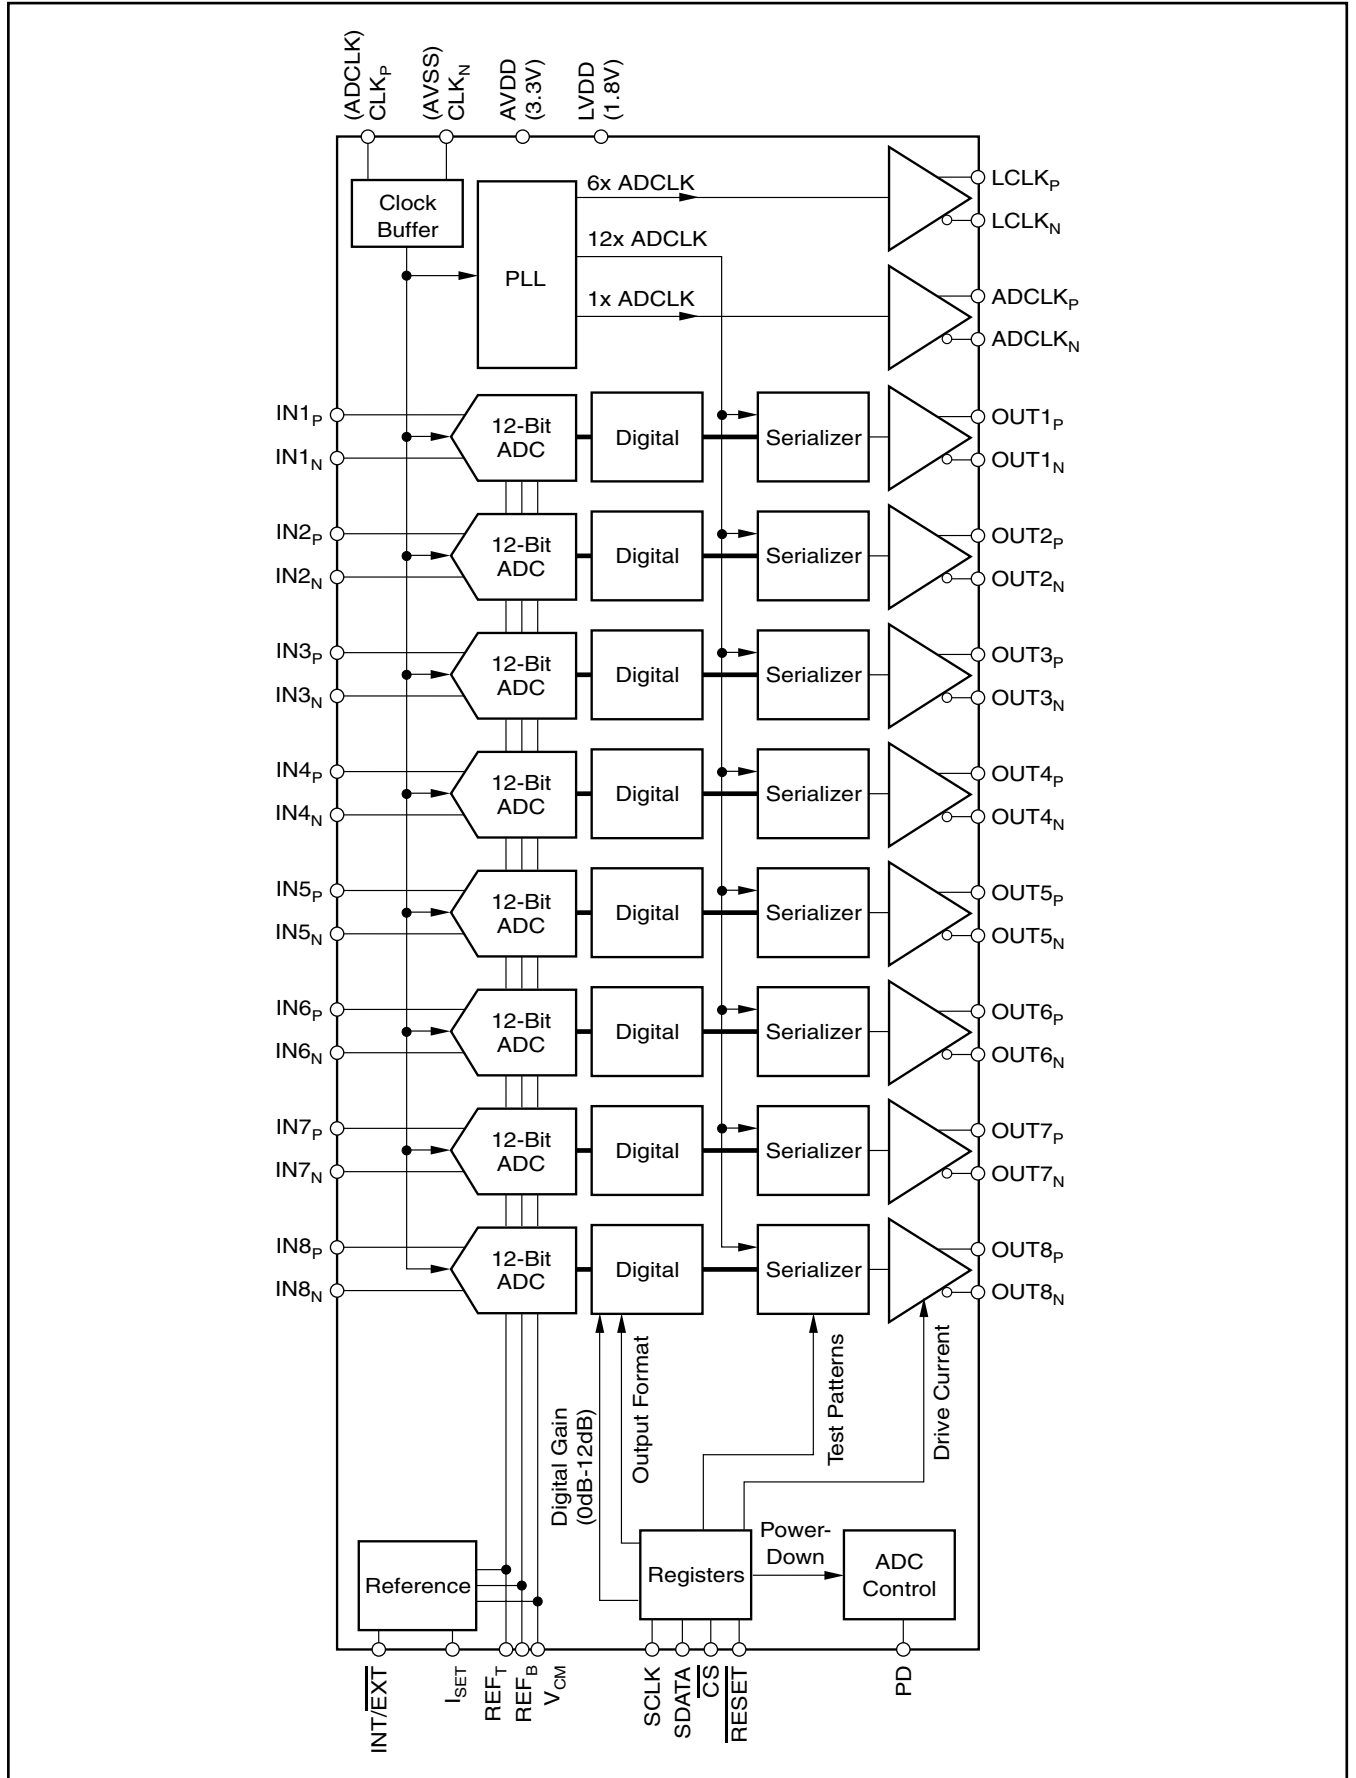 (ADCLK)
CLKP
(AVSS)
CLKN
AVDD
(3.3V)
LVDD
(1.8V)
Clock
Buffer
PLL
6x ADCLK
12x ADCLK
1x ADCLK
LCLKP
LCLKN
ADCLKP
ADCLKN
IN1P
IN1N
12-Bit
ADC
Digital
Serializer
OUT1P
OUT1N
IN2P
IN2N
12-Bit
ADC
Digital
Serializer
OUT2P
OUT2N
IN3P
IN3N
12-Bit
ADC
Digital
Serializer
OUT3P
OUT3N
IN4P
IN4N
12-Bit
ADC
Digital
Serializer
OUT4P
OUT4N
IN5P
IN5N
12-Bit
ADC
Digital
Serializer
OUT5P
OUT5N
IN6P
IN6N
12-Bit
ADC
Digital
Serializer
OUT6P
OUT6N
IN7P
IN7N
12-Bit
ADC
Digital
Serializer
OUT7P
OUT7N
IN8P
IN8N
12-Bit
ADC
Digital
Serializer
OUT8P
OUT8N
Digital Gain
(0dB-12dB)
Output Format
Test Patterns
Drive Current
Reference
Registers
Power-
Down
ADC
Control
INT/EXT
ISET
REFT
REFB
VCM
SCLK
SDATA
CS
RESET
PD